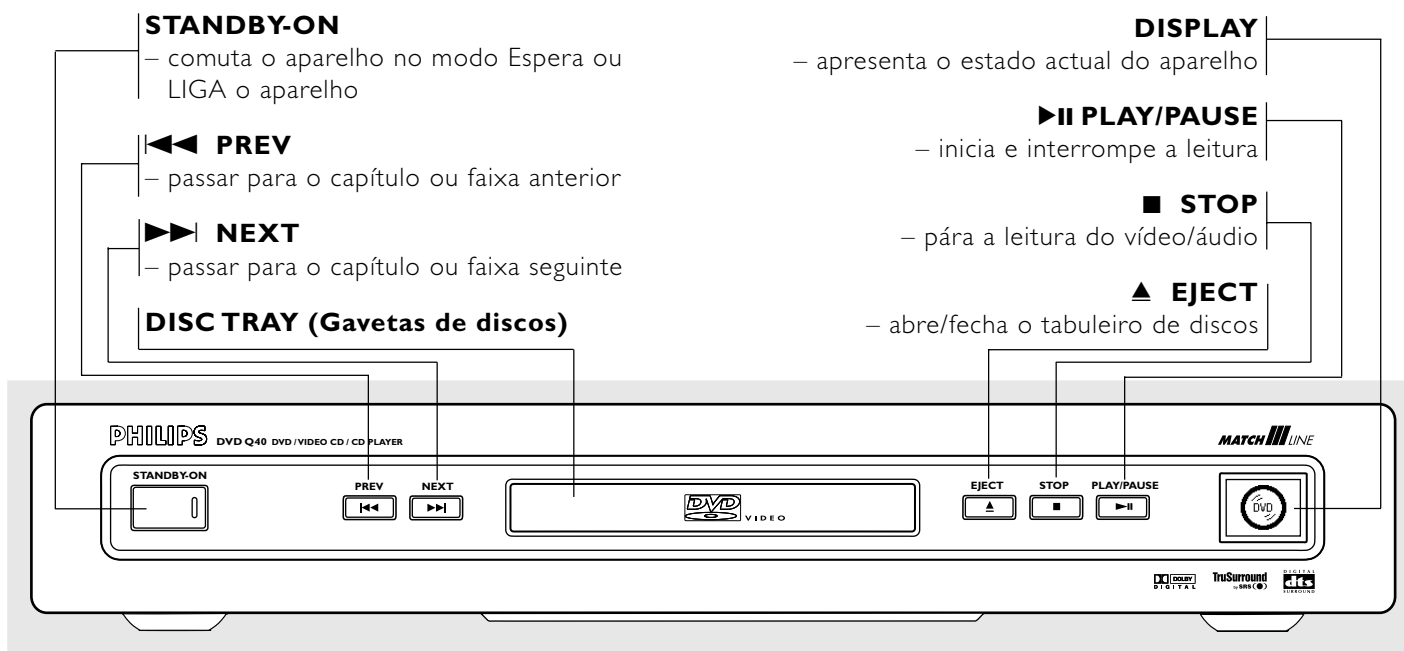 STANDBY-ON
– comuta o aparelho no modo Espera ou
LIGA o aparelho
PREV
– passar para o capítulo ou faixa anterior
NEXT
– passar para o capítulo ou faixa seguinte
DISC TRAY (Gavetas de discos)
DISPLAY
– apresenta o estado actual do aparelho
►II PLAY/PAUSE
– inicia e interrompe a leitura
■ STOP
– pára a leitura do vídeo/áudio
▲ EJECT
– abre/fecha o tabuleiro de discos
PHILIPS DVD Q40 DVD / VIDEO CD / CD PLAYER
MATCH LINE
STANDBY-ON
PREV
NEXT
DVD VIDEO
EJECT
STOP
PLAY/PAUSE
DVD
DOLBY
DIGITAL
TruSurround
by SRS
DIGITAL
dts
SURROUND